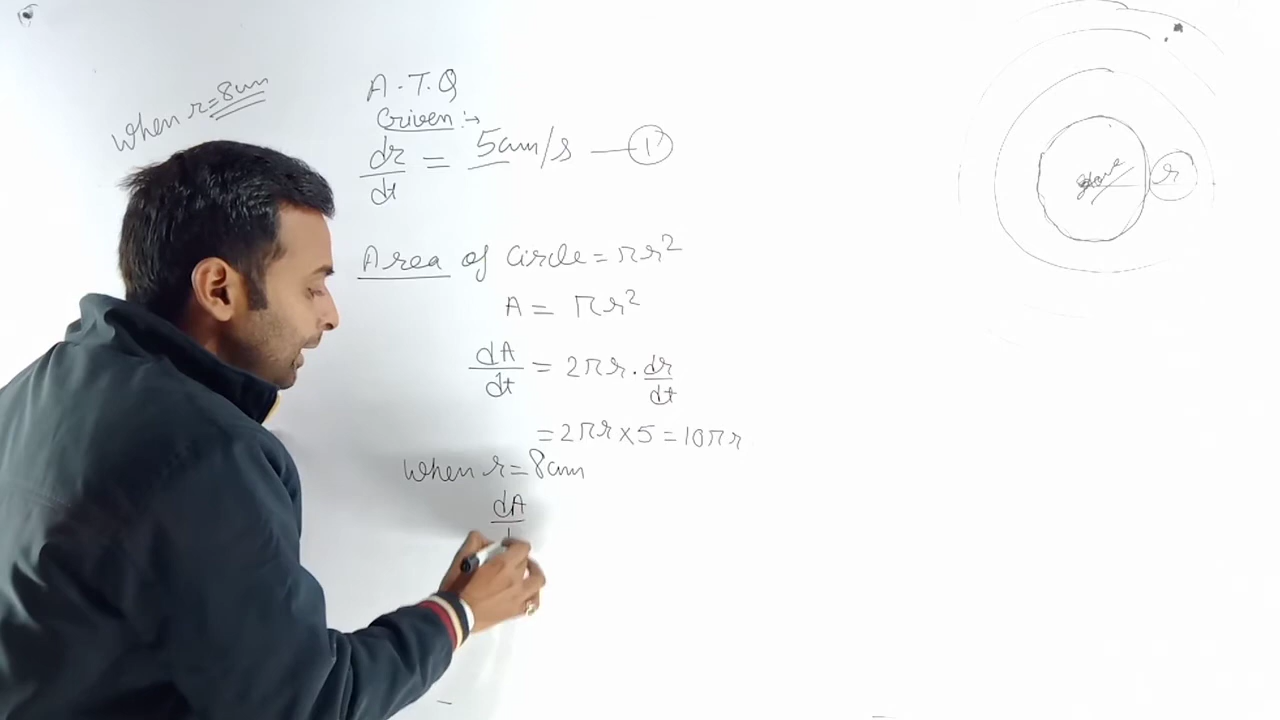 when r=8cm
A.T.Q
Given:→
dr/dt = 5cm/s — 1
Area of Circle = πr²
A = πr²
dA/dt = 2πr . dr/dt
= 2πr × 5 = 10πr
when r = 8cm
dA
stone
r